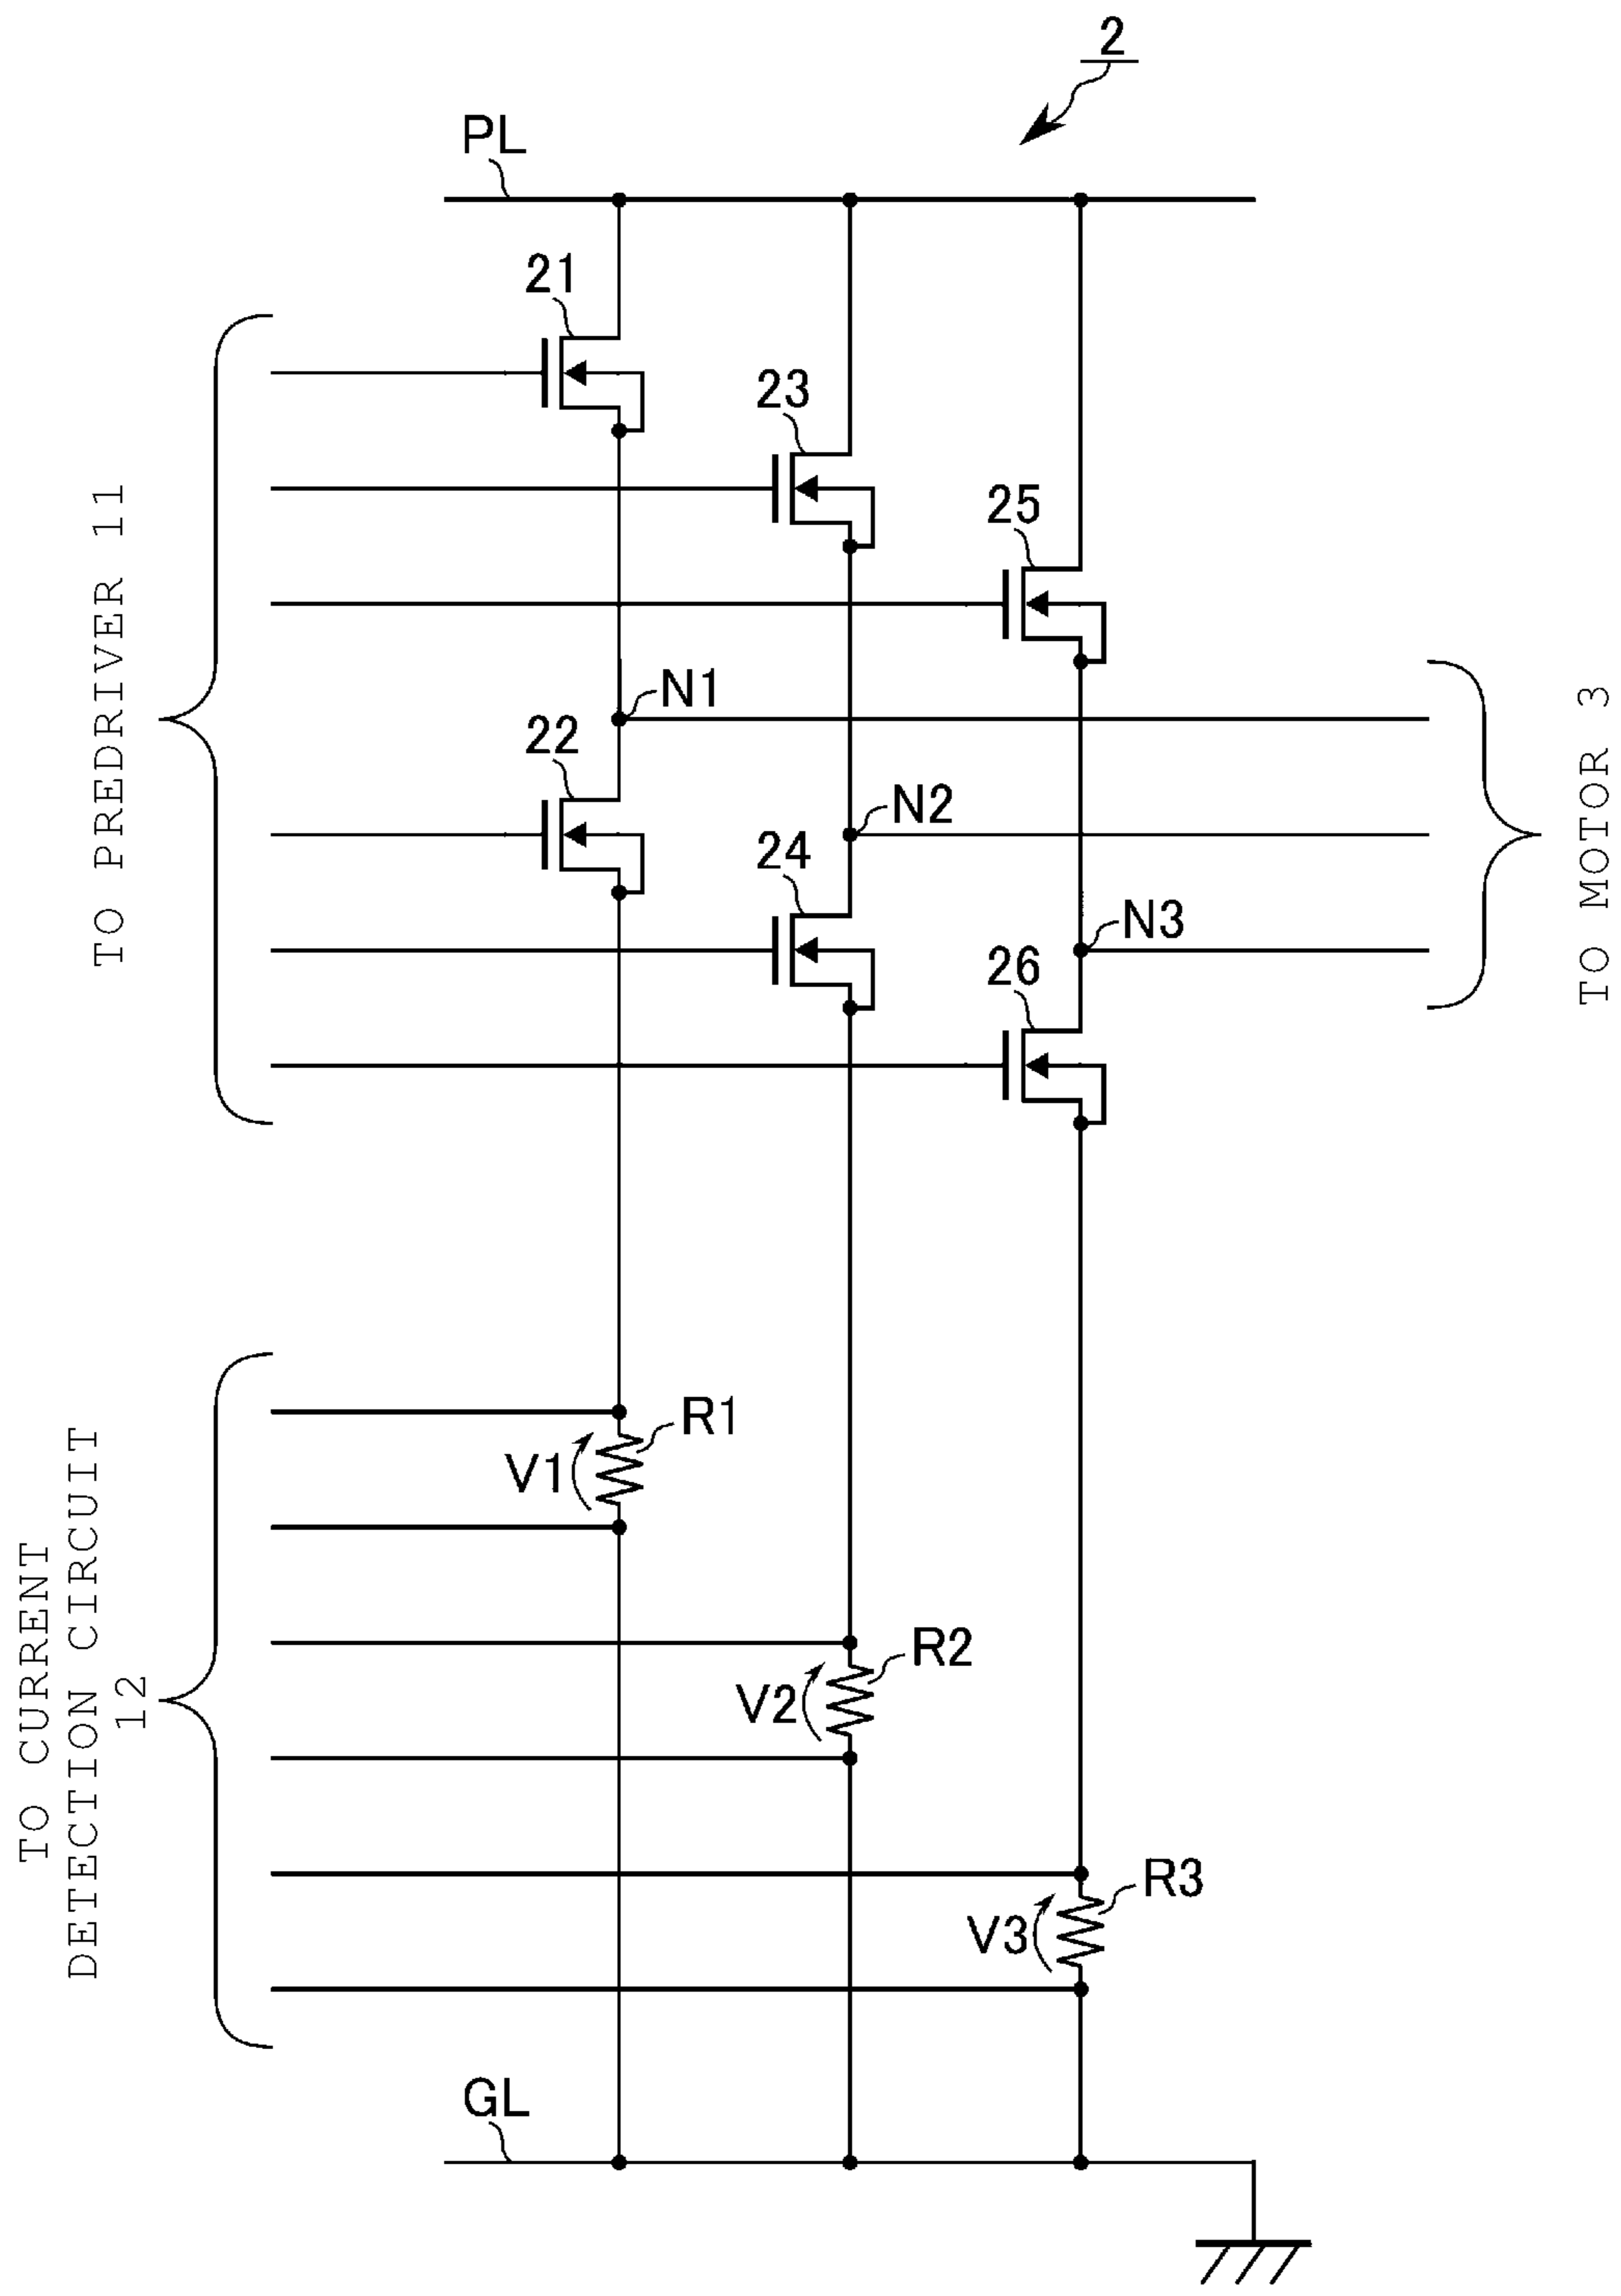 2
PL
21
23
25
TO PREDRIVER 11
N1
22
N2
24
N3
26
TO MOTOR 3
R1
V1
TO CURRENT
DETECTION CIRCUIT
12
R2
V2
R3
V3
GL